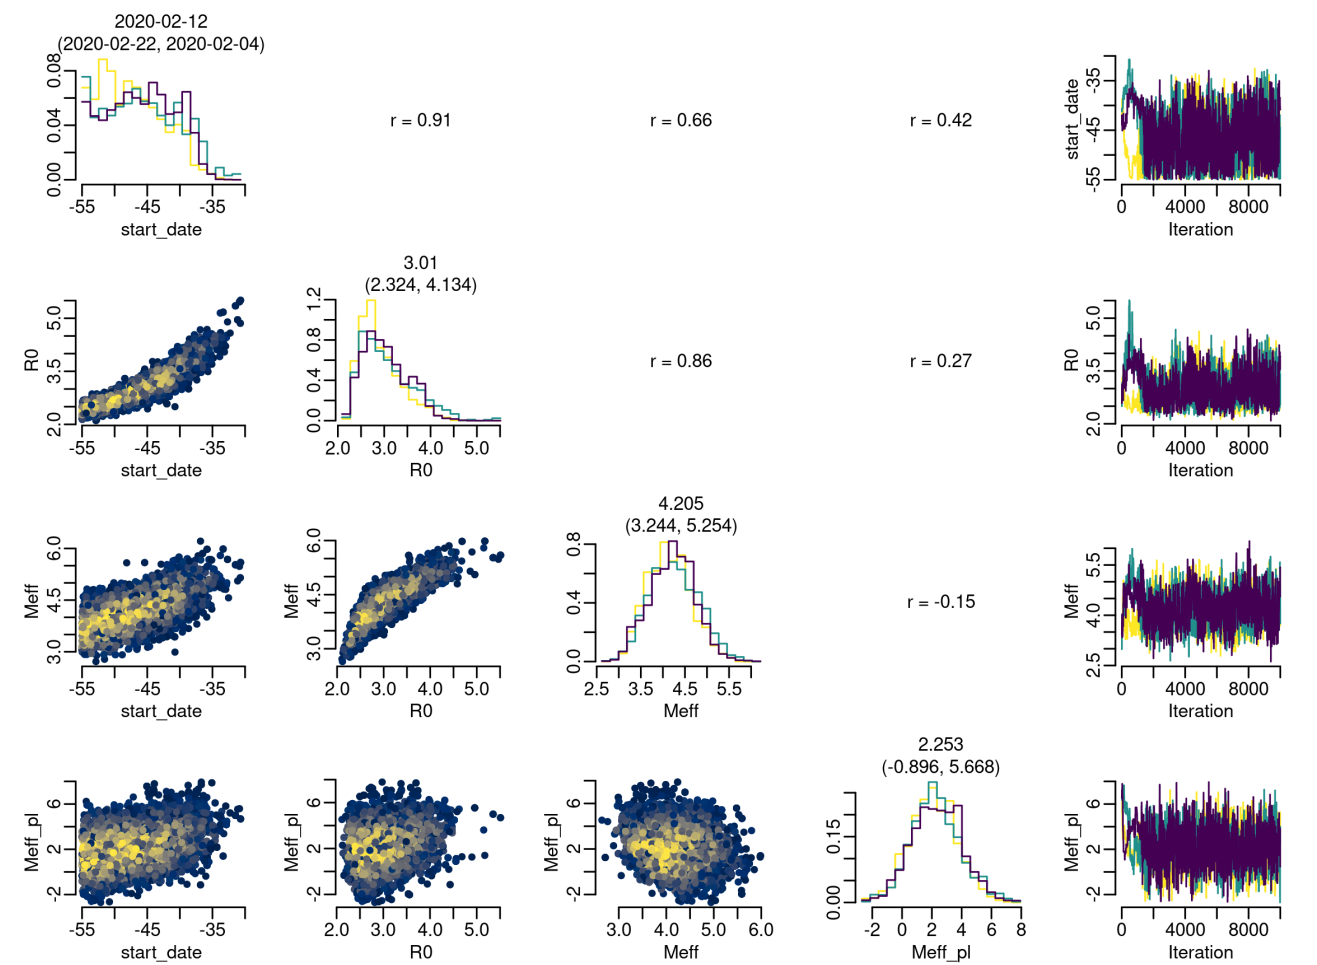 2020-02-12
(2020-02-22, 2020-02-04)
0.00 0.04 0.08
-55 -45 -35
start_date
r = 0.91
r = 0.66
r = 0.42
start_date
-55 -45 -35
0 4000 8000
Iteration
R0
2.0 3.5 5.0
-55 -45 -35
start_date
3.01
(2.324, 4.134)
0.0 0.4 0.8 1.2
2.0 3.0 4.0 5.0
R0
r = 0.86
r = 0.27
R0
2.0 3.5 5.0
0 4000 8000
Iteration
Meff
3.0 4.5 6.0
-55 -45 -35
start_date
Meff
3.0 4.5 6.0
2.0 3.0 4.0 5.0
R0
4.205
(3.244, 5.254)
0.0 0.4 0.8
2.5 3.5 4.5 5.5
Meff
r = -0.15
Meff
2.5 4.0 5.5
0 4000 8000
Iteration
Meff_pl
-2 2 6
-55 -45 -35
start_date
Meff_pl
-2 2 6
2.0 3.0 4.0 5.0
R0
Meff_pl
-2 2 6
3.0 4.0 5.0 6.0
Meff
2.253
(-0.896, 5.668)
0.00 0.15
-2 0 2 4 6 8
Meff_pl
Meff_pl
-2 2 6
0 4000 8000
Iteration